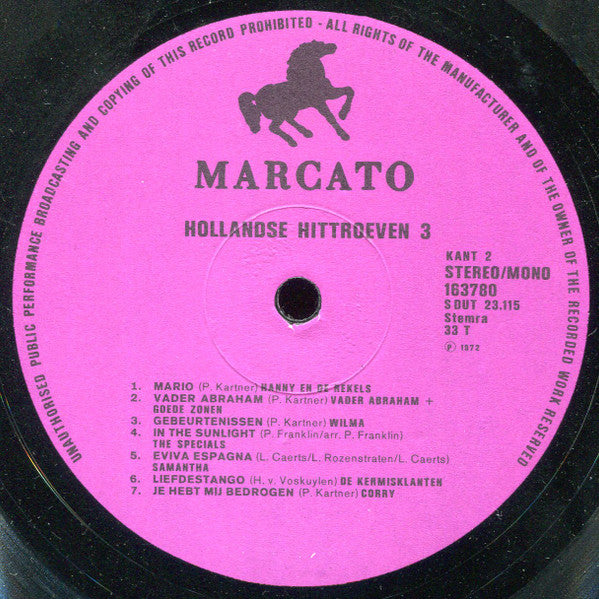 UNAUTHORISED PUBLIC PERFORMANCE BROADCASTING AND COPYING OF THIS RECORD PROHIBITED - ALL RIGHTS OF THE MANUFACTURER AND OF THE OWNER OF THE RECORDED WORK RESERVED
MARCATO
HOLLANDSE HITTROEVEN 3
KANT 2
STEREO/MONO
163780
SDUT 23.115
Stemra
33 T
Ⓟ 1972
1. MARIO (P. Kartner) HANNY EN DE REKELS
2. VADER ABRAHAM (P. Kartner) VADER ABRAHAM +
GOEDE ZONEN
3. GEBEURTENISSEN (P. Kartner) WILMA
4. IN THE SUNLIGHT (P. Franklin/arr. P. Franklin)
THE SPECIALS
5. EVIVA ESPAGNA (L. Caerts/L. Rozenstraten/L. Caerts)
SAMANTHA
6. LIEFDESTANGO (H. v. Voskuylen) DE KERMISKLANTEN
7. JE HEBT MIJ BEDROGEN (P. Kartner) CORRY